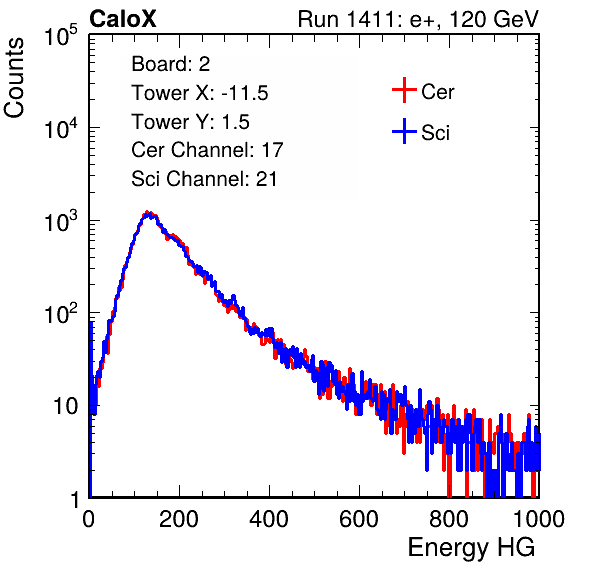 CaloX Run 1411: e+, 120 GeV
Counts
10^5
10^4
10^3
10^2
10
1
Board: 2
Tower X: -11.5
Tower Y: 1.5
Cer Channel: 17
Sci Channel: 21
Cer
Sci
0 200 400 600 800 1000
Energy HG